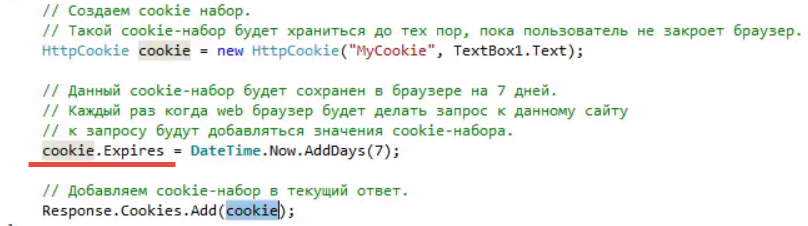 // Создаем cookie набор.
// Такой cookie-набор будет храниться до тех пор, пока пользователь не закроет браузер.
HttpCookie cookie = new HttpCookie("MyCookie", TextBox1.Text);
// Данный cookie-набор будет сохранен в браузере на 7 дней.
// Каждый раз когда web браузер будет делать запрос к данному сайту
// к запросу будут добавляться значения cookie-набора.
cookie.Expires = DateTime.Now.AddDays(7);
// Добавляем cookie-набор в текущий ответ.
Response.Cookies.Add(cookie);